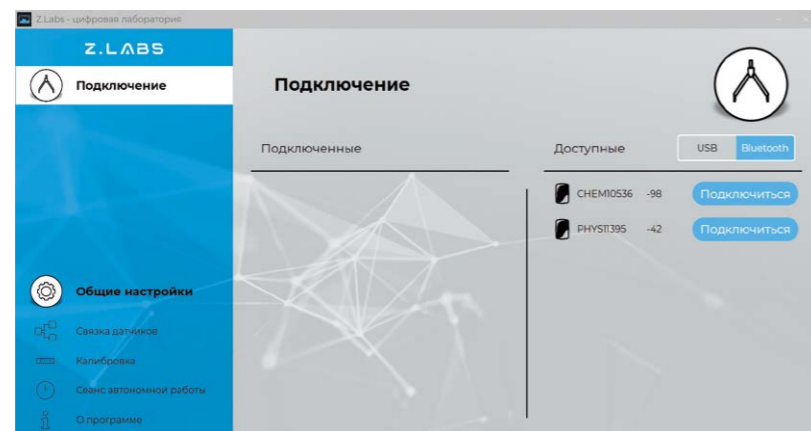 Z.Labs - цифровая лаборатория
Z.LABS
Подключение
Подключение
Подключенные
Доступные
USB Bluetooth
CHEM10536 -98 Подключиться
PHYS11395 -42 Подключиться
Общие настройки
Связка датчиков
Калибровка
Сеанс автономной работы
О программе